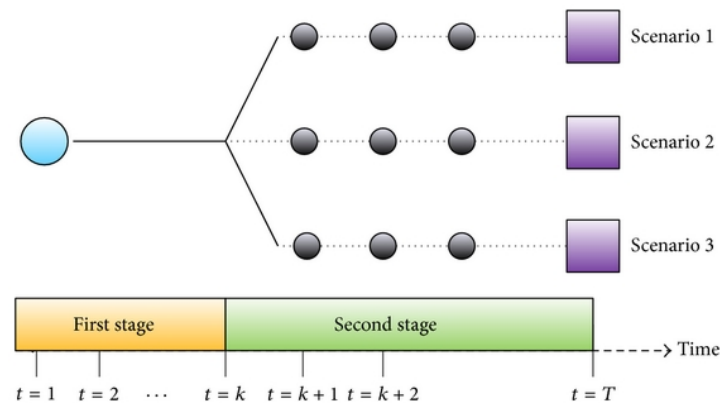 Scenario 1
Scenario 2
Scenario 3
First stage
Second stage
Time
t = 1
t = 2
...
t = k
t = k + 1
t = k + 2
t = T